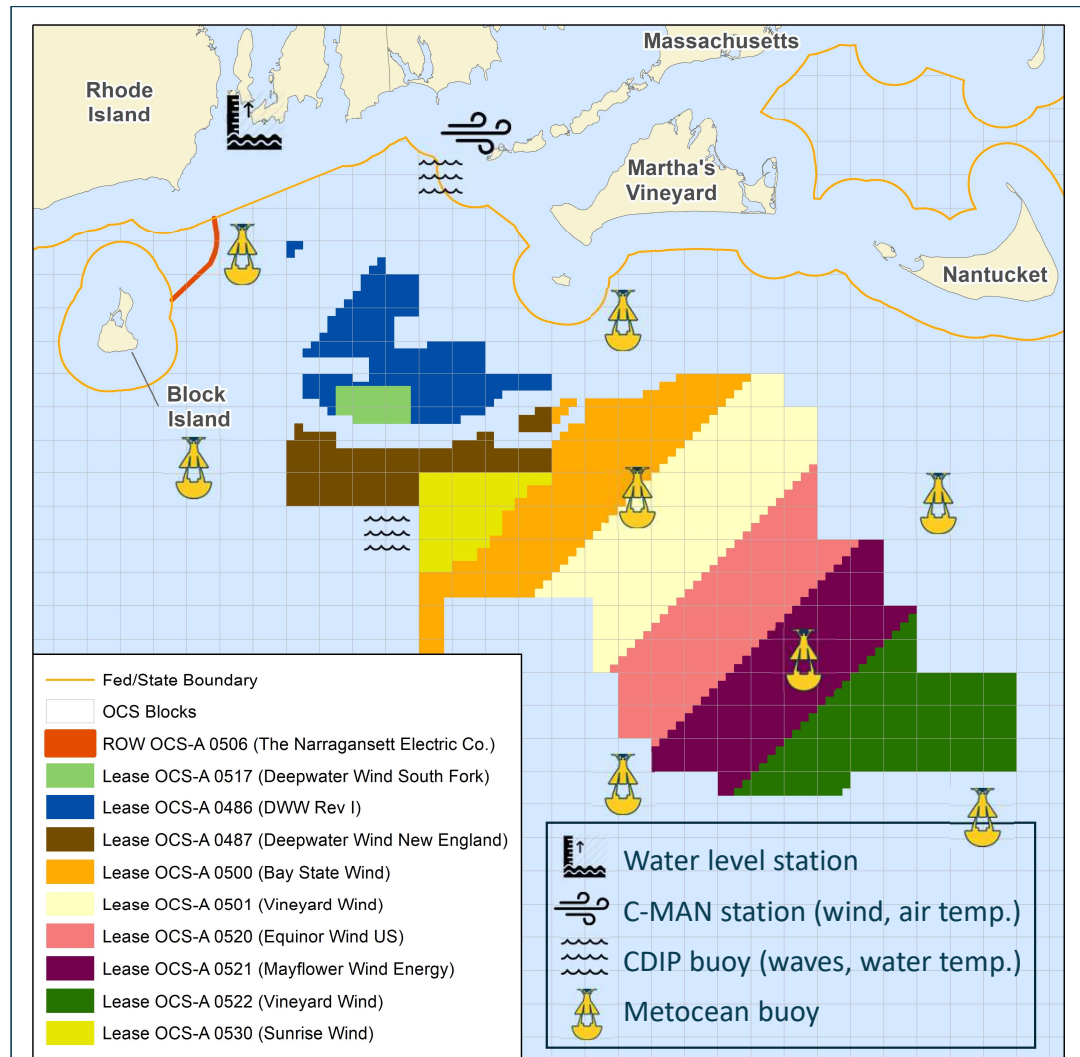 Massachusetts
Rhode
Island
Martha's
Vineyard
Nantucket
Block
Island
Fed/State Boundary
OCS Blocks
ROW OCS-A 0506 (The Narragansett Electric Co.)
Lease OCS-A 0517 (Deepwater Wind South Fork)
Lease OCS-A 0486 (DWW Rev I)
Lease OCS-A 0487 (Deepwater Wind New England)
Lease OCS-A 0500 (Bay State Wind)
Lease OCS-A 0501 (Vineyard Wind)
Lease OCS-A 0520 (Equinor Wind US)
Lease OCS-A 0521 (Mayflower Wind Energy)
Lease OCS-A 0522 (Vineyard Wind)
Lease OCS-A 0530 (Sunrise Wind)
Water level station
C-MAN station (wind, air temp.)
CDIP buoy (waves, water temp.)
Metocean buoy